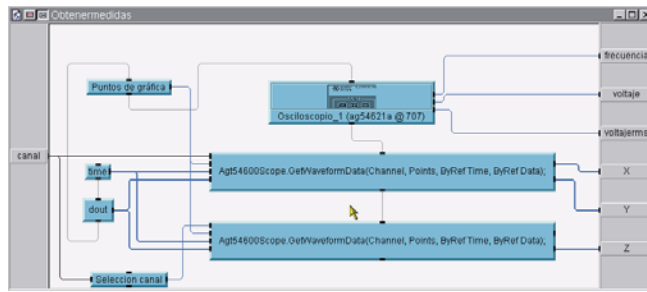 Obtenermedidas
frecuencia
Puntos de gráfica
voltaje
Osciloscopio_1 (ag54621a @ 707)
voltajerms
canal
time
Agt54600Scope.GetWaveformData(Channel, Points, ByRef Time, ByRef Data);
X
dout
Y
Agt54600Scope.GetWaveformData(Channel, Points, ByRef Time, ByRef Data);
Z
Seleccion canal